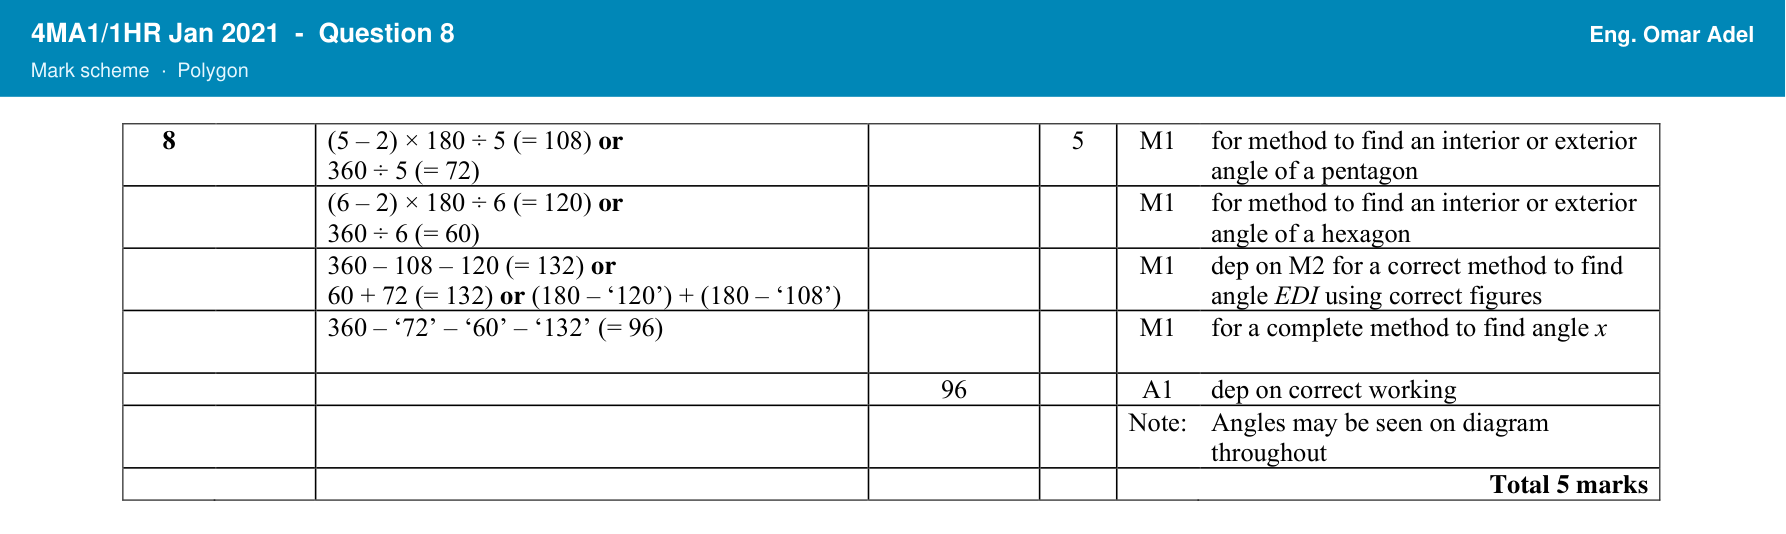 4MA1/1HR Jan 2021 - Question 8
Eng. Omar Adel
Mark scheme · Polygon
8 (5 – 2) × 180 ÷ 5 (= 108) or 5 M1 for method to find an interior or exterior
360 ÷ 5 (= 72) angle of a pentagon
(6 – 2) × 180 ÷ 6 (= 120) or M1 for method to find an interior or exterior
360 ÷ 6 (= 60) angle of a hexagon
360 – 108 – 120 (= 132) or M1 dep on M2 for a correct method to find
60 + 72 (= 132) or (180 – ‘120’) + (180 – ‘108’) angle EDI using correct figures
360 – ‘72’ – ‘60’ – ‘132’ (= 96) M1 for a complete method to find angle x
96 A1 dep on correct working
Note: Angles may be seen on diagram
throughout
Total 5 marks